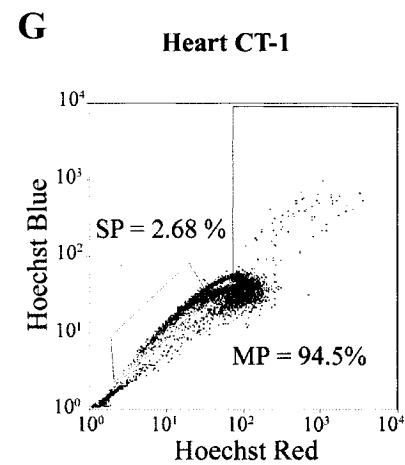 G
Heart CT-1
10⁴
10³
Hoechst Blue
SP = 2.68 %
10²
10¹
MP = 94.5%
10⁰
10⁰ 10¹ 10² 10³ 10⁴
Hoechst Red